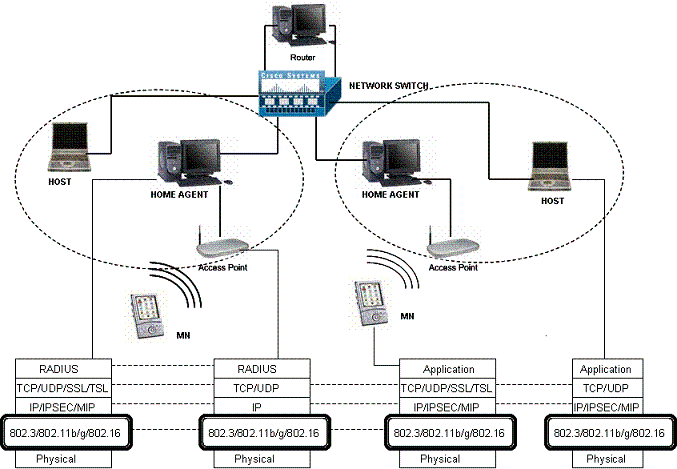 Router
CISCO SYSTEMS
NETWORK SWITCH
HOST
HOME AGENT
HOME AGENT
HOST
Access Point
Access Point
MN
MN
RADIUS
TCP/UDP/SSL/TSL
IP/IPSEC/MIP
802.3/802.11b/g/802.16
Physical
RADIUS
TCP/UDP
IP
802.3/802.11b/g/802.16
Physical
Application
TCP/UDP/SSL/TSL
IP/IPSEC/MIP
802.3/802.11b/g/802.16
Physical
Application
TCP/UDP
IP/IPSEC/MIP
802.3/802.11b/g/802.16
Physical